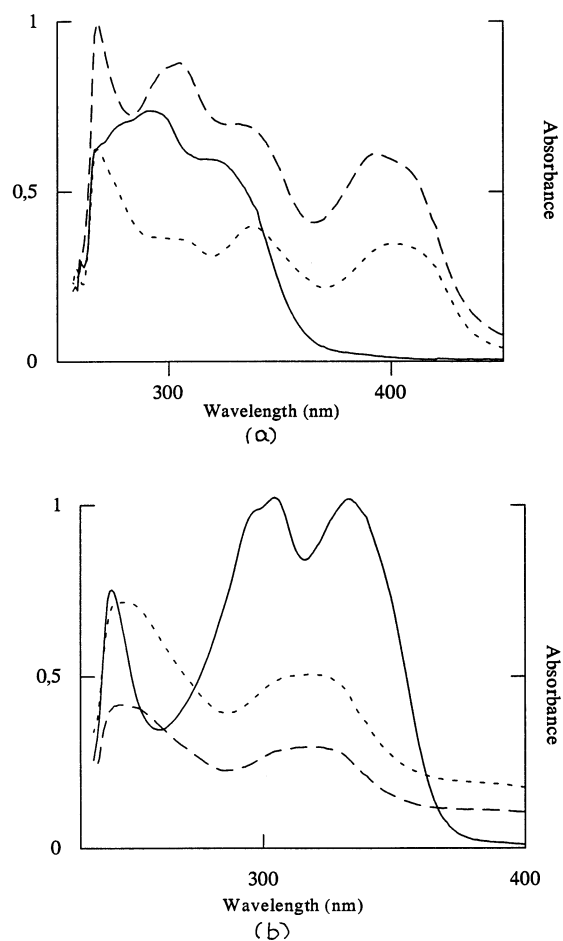 1
0,5
0
Absorbance
300 400
Wavelength (nm)
(a)
1
0,5
0
Absorbance
300 400
Wavelength (nm)
(b)